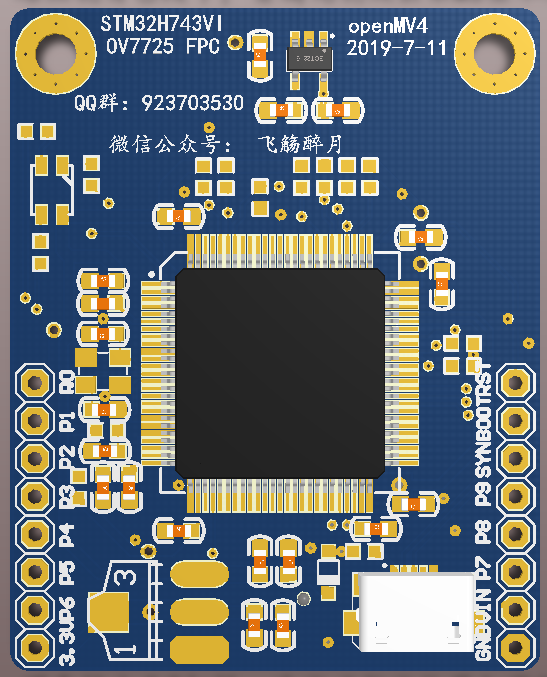 STM32H743VI
OV7725 FPC
openMV4
2019-7-11
QQ群：923703530
微信公众号： 飞觞醉月
R0
P1
P2
P3
P4
P5
P6
3.3V
3
1
RST
BOOT
SYN
P9
P8
P7
VIN
GND